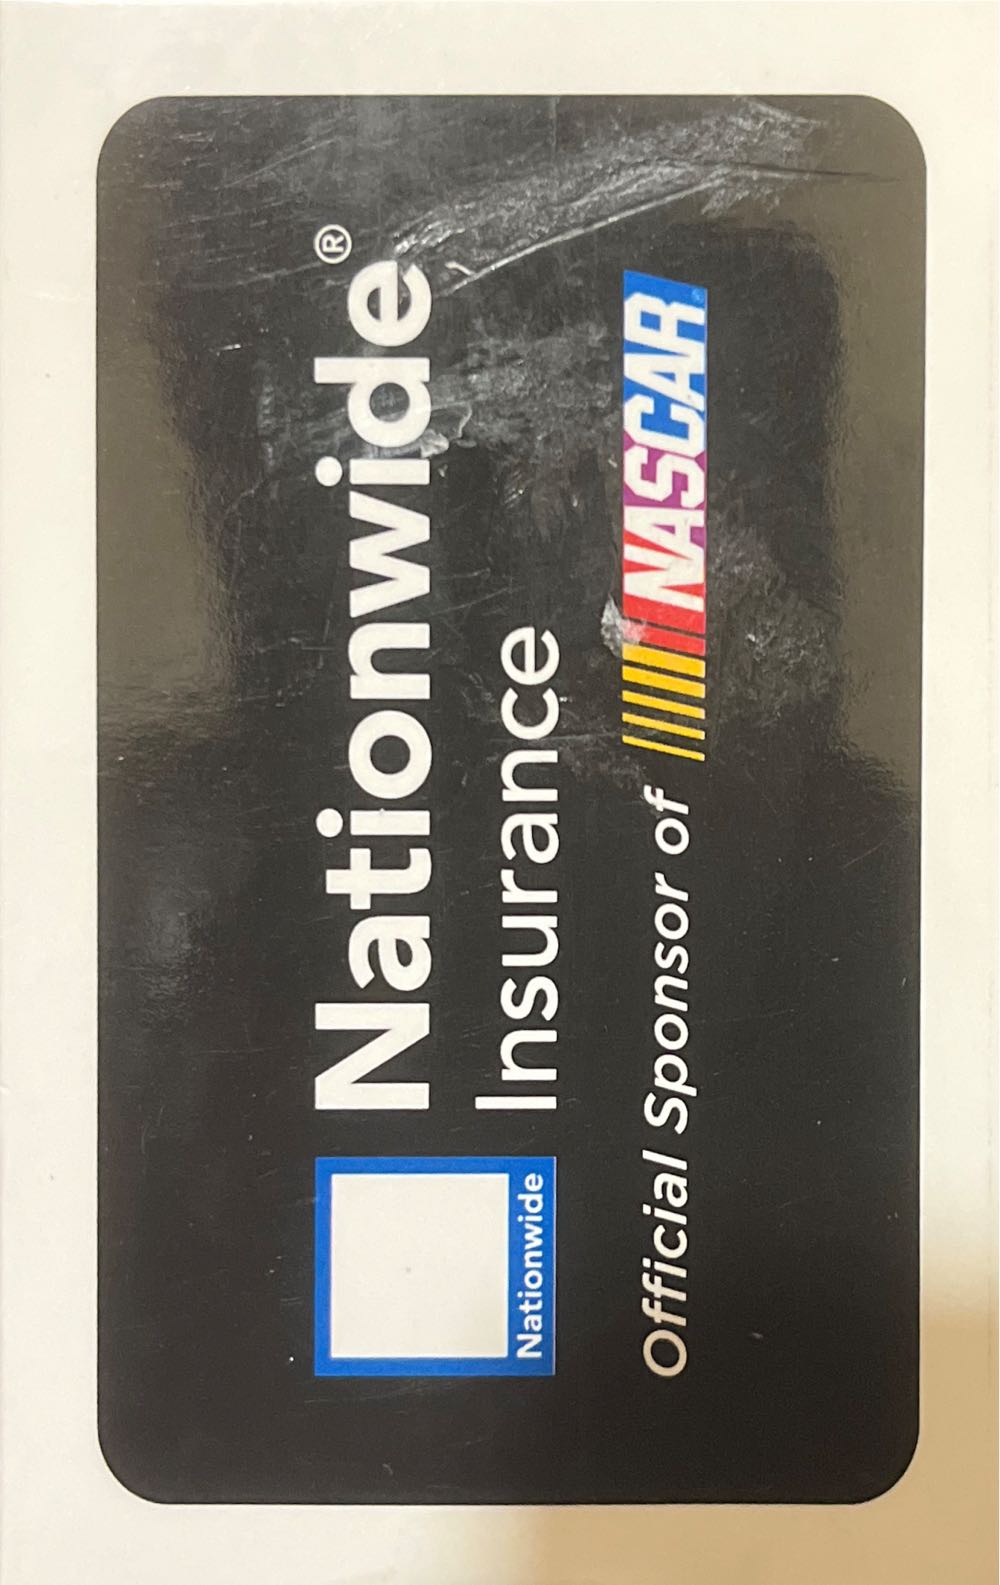 Nationwide®
Insurance
Nationwide
Official Sponsor of NASCAR